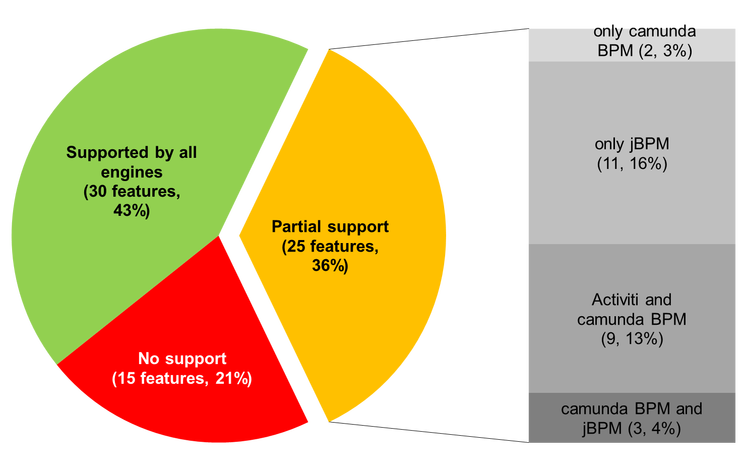 Supported by all
engines
(30 features,
43%)
Partial support
(25 features,
36%)
No support
(15 features, 21%)
only camunda
BPM (2, 3%)
only jBPM
(11, 16%)
Activiti and
camunda BPM
(9, 13%)
camunda BPM and
jBPM (3, 4%)